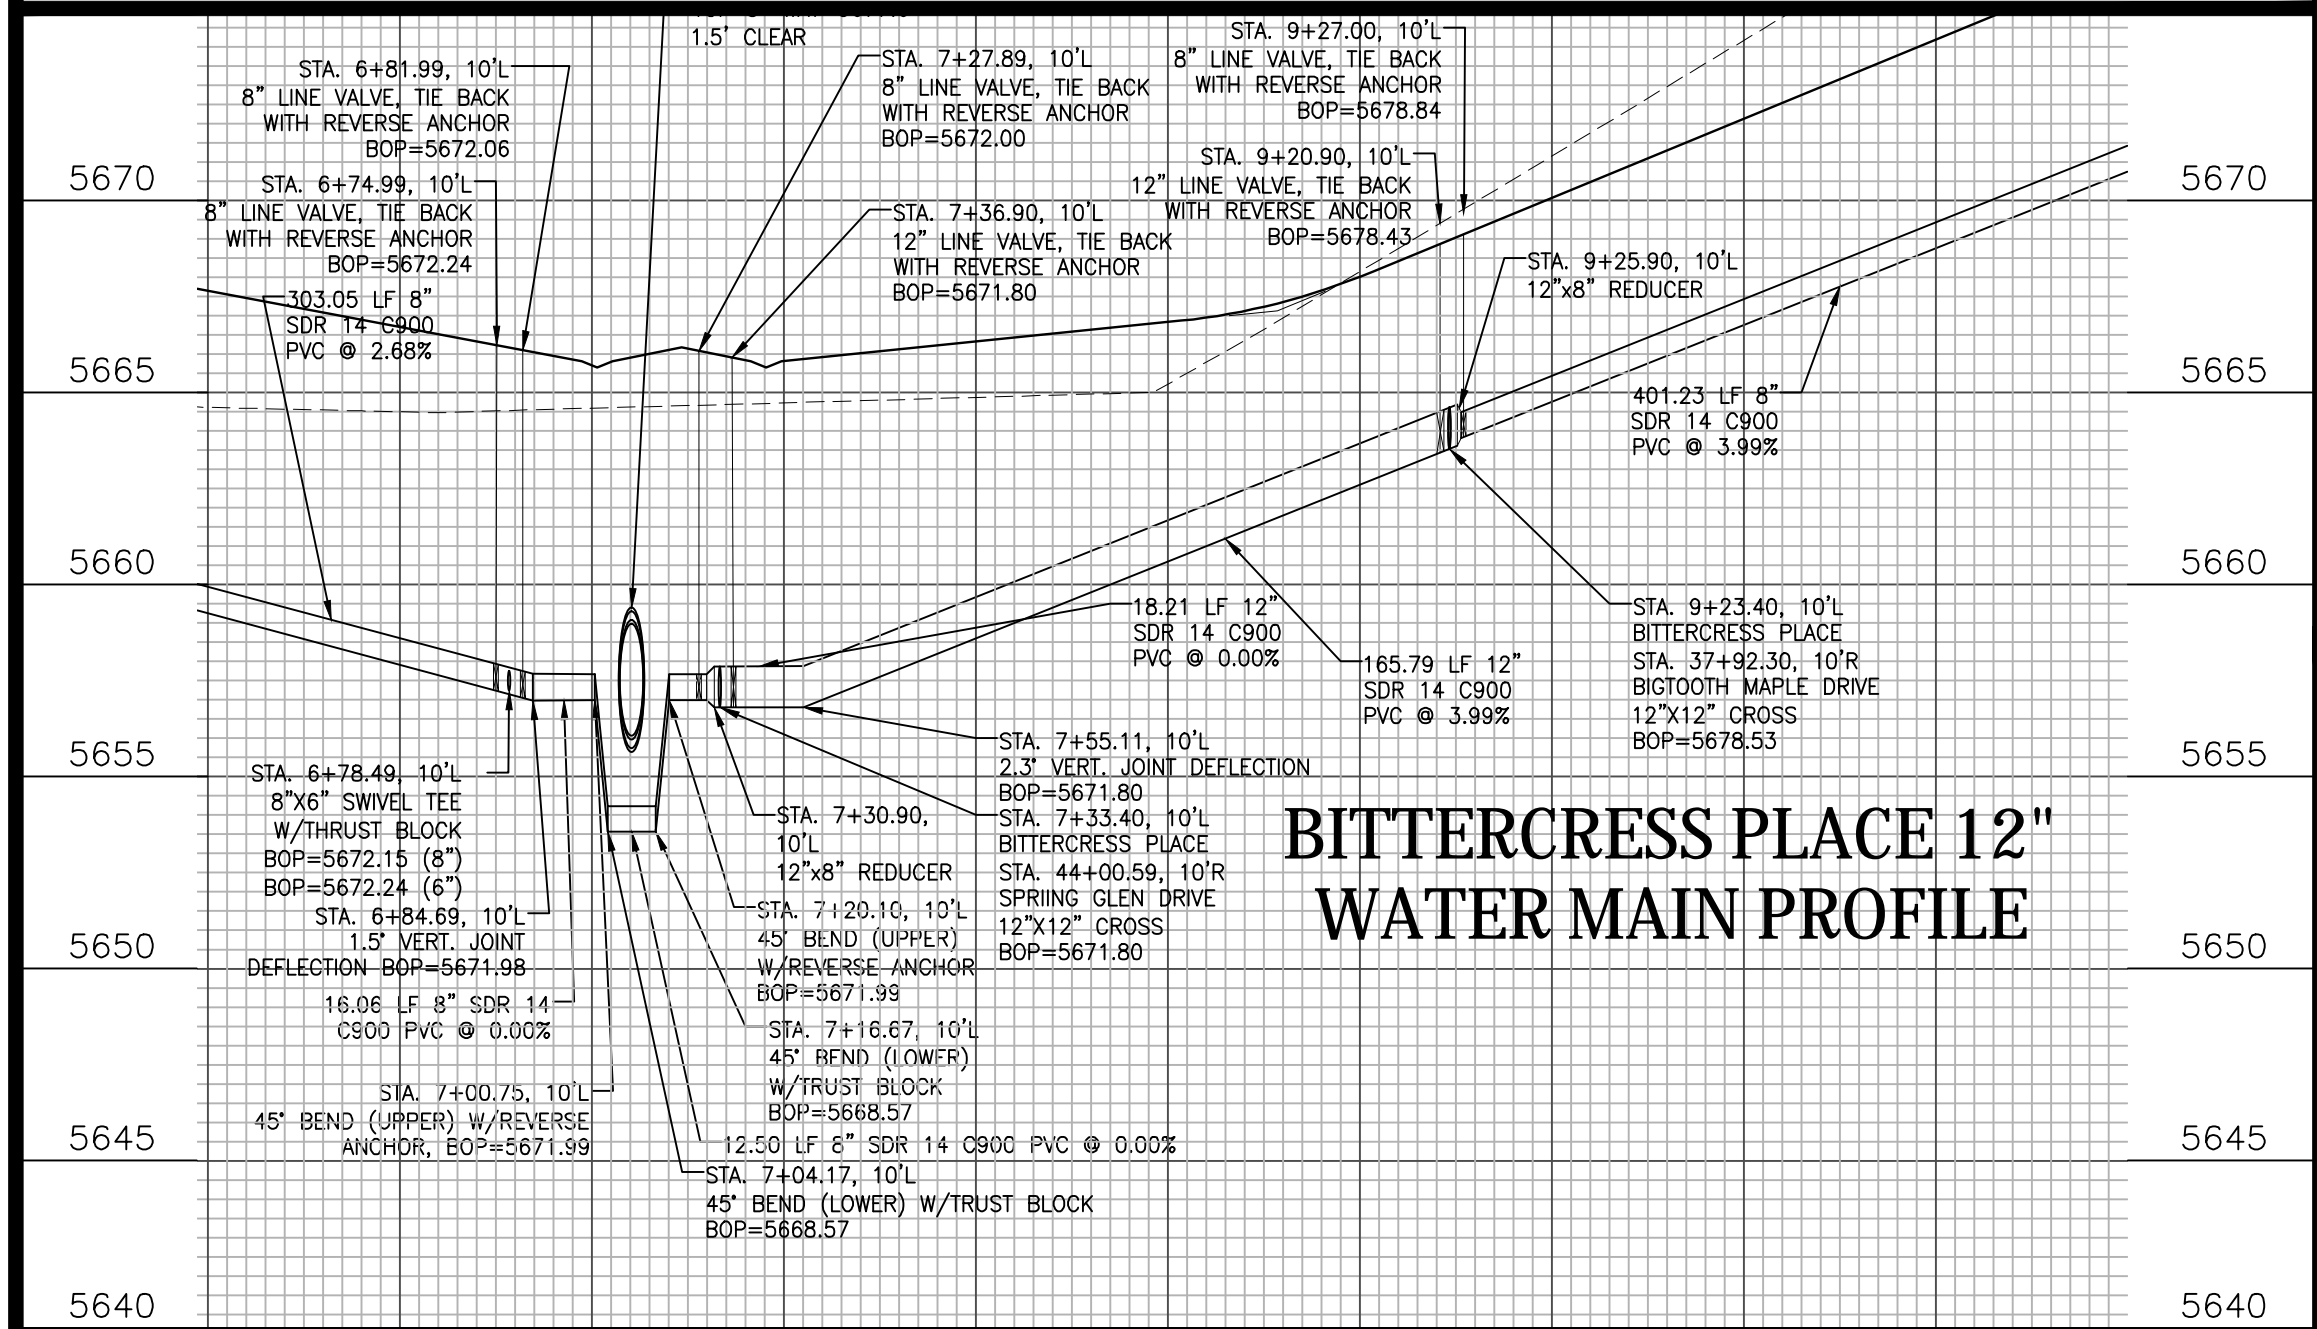 1.5' CLEAR
STA. 6+81.99, 10'L
8" LINE VALVE, TIE BACK
WITH REVERSE ANCHOR
BOP=5672.06
STA. 6+74.99, 10'L
8" LINE VALVE, TIE BACK
WITH REVERSE ANCHOR
BOP=5672.24
303.05 LF 8"
SDR 14 C900
PVC @ 2.68%
STA. 7+27.89, 10'L
8" LINE VALVE, TIE BACK
WITH REVERSE ANCHOR
BOP=5672.00
STA. 7+36.90, 10'L
12" LINE VALVE, TIE BACK
WITH REVERSE ANCHOR
BOP=5671.80
STA. 9+27.00, 10'L
8" LINE VALVE, TIE BACK
WITH REVERSE ANCHOR
BOP=5678.84
STA. 9+20.90, 10'L
12" LINE VALVE, TIE BACK
WITH REVERSE ANCHOR
BOP=5678.43
STA. 9+25.90, 10'L
12"x8" REDUCER
401.23 LF 8"
SDR 14 C900
PVC @ 3.99%
18.21 LF 12"
SDR 14 C900
PVC @ 0.00%
165.79 LF 12"
SDR 14 C900
PVC @ 3.99%
STA. 9+23.40, 10'L
BITTERCRESS PLACE
STA. 37+92.30, 10'R
BIGTOOTH MAPLE DRIVE
12"X12" CROSS
BOP=5678.53
STA. 7+55.11, 10'L
2.3° VERT. JOINT DEFLECTION
BOP=5671.80
STA. 7+33.40, 10'L
BITTERCRESS PLACE
STA. 44+00.59, 10'R
SPRIING GLEN DRIVE
12"X12" CROSS
BOP=5671.80
STA. 7+30.90,
10'L
12"x8" REDUCER
STA. 6+78.49, 10'L
8"X6" SWIVEL TEE
W/THRUST BLOCK
BOP=5672.15 (8")
BOP=5672.24 (6")
STA. 6+84.69, 10'L
1.5° VERT. JOINT
DEFLECTION BOP=5671.98
16.06 LF 8" SDR 14
C900 PVC @ 0.00%
STA. 7+00.75, 10'L
45° BEND (UPPER) W/REVERSE
ANCHOR, BOP=5671.99
STA. 7+20.10, 10'L
45° BEND (UPPER)
W/REVERSE ANCHOR
BOP=5671.99
STA. 7+16.67, 10'L
45° BEND (LOWER)
W/TRUST BLOCK
BOP=5668.57
12.50 LF 8" SDR 14 C900 PVC @ 0.00%
STA. 7+04.17, 10'L
45° BEND (LOWER) W/TRUST BLOCK
BOP=5668.57
BITTERCRESS PLACE 12"
WATER MAIN PROFILE
5670
5665
5660
5655
5650
5645
5640
5670
5665
5660
5655
5650
5645
5640